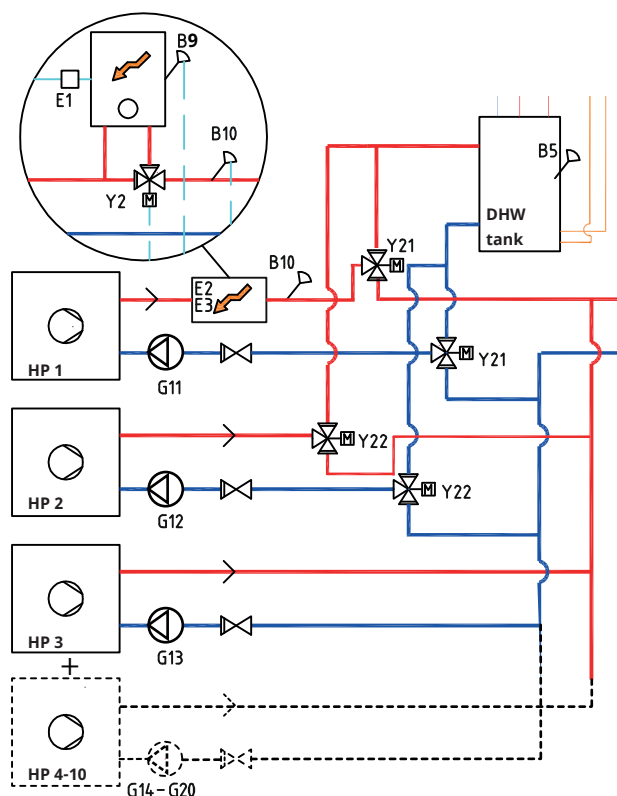 B9
E1
B10
Y2
M
B5
DHW
tank
Y21
M
B10
E2
E3
HP 1
G11
M
Y21
HP 2
G12
M
Y22
M
Y22
HP 3
G13
+
HP 4-10
G14-G20